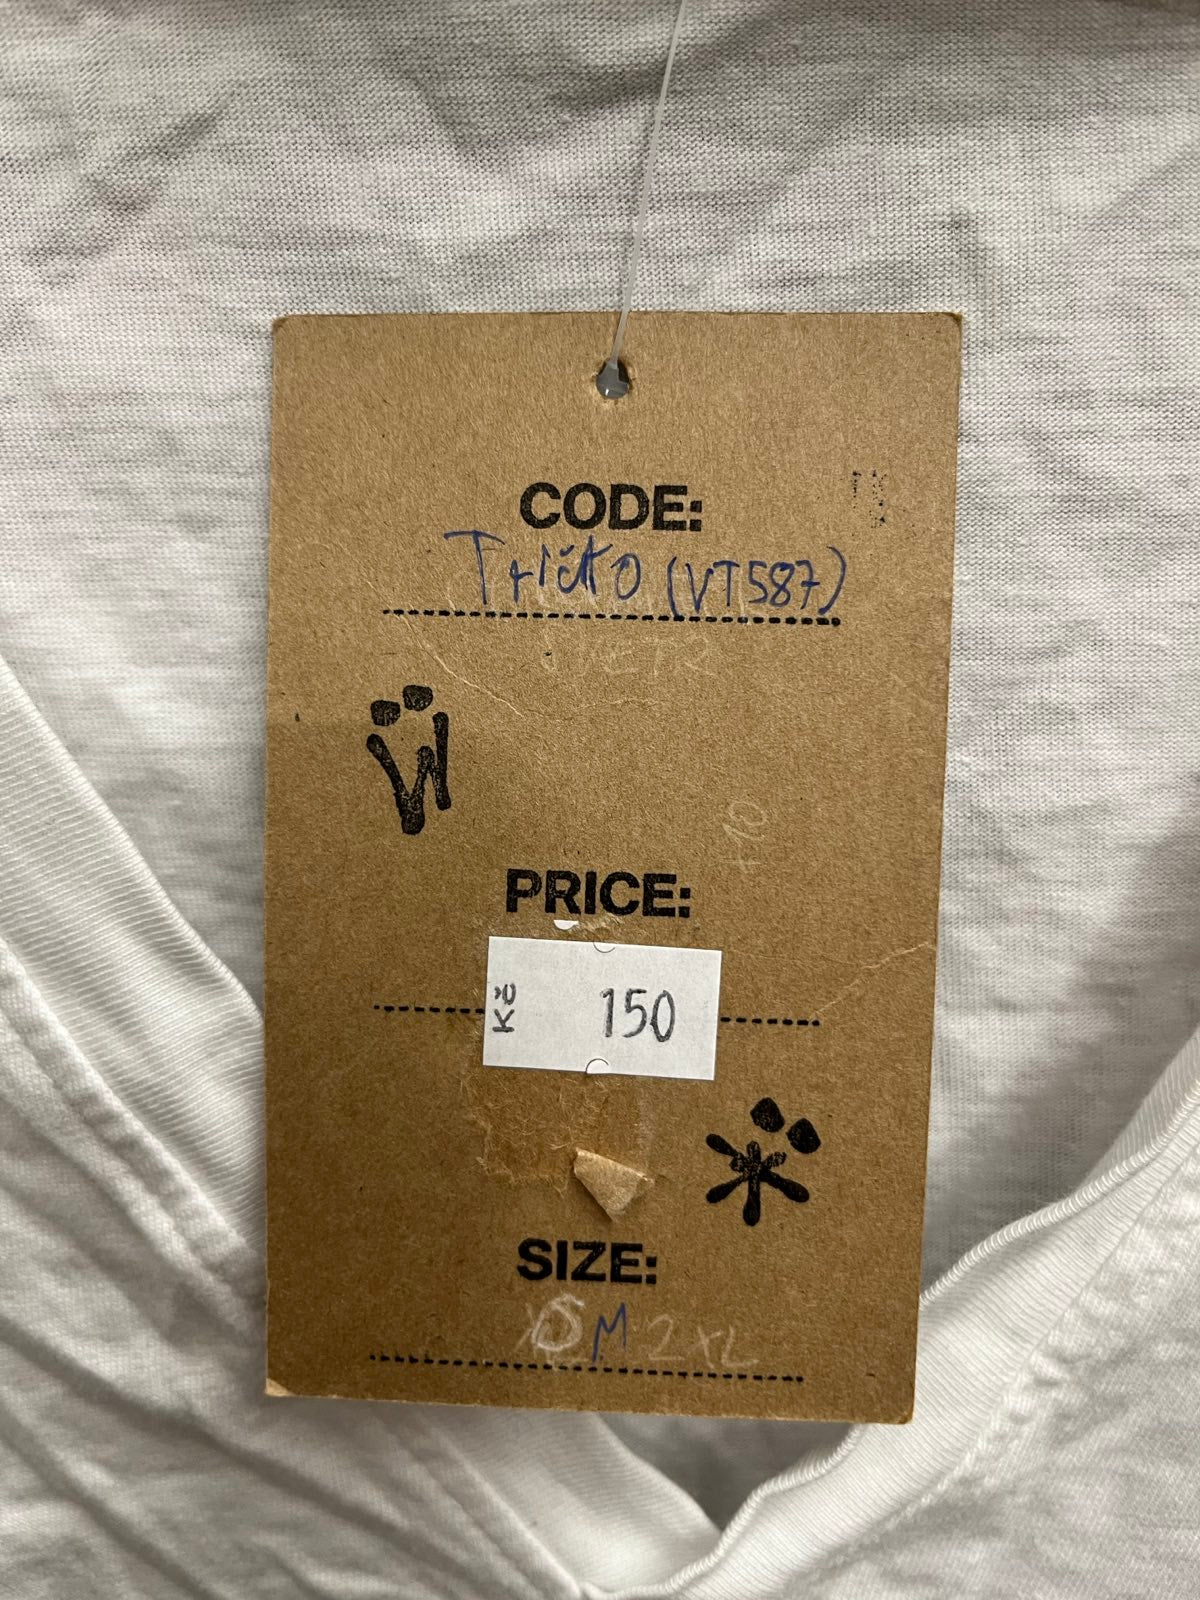 CODE:
Tričko (VT587)
PRICE:
Kč 150
SIZE:
M 2XL